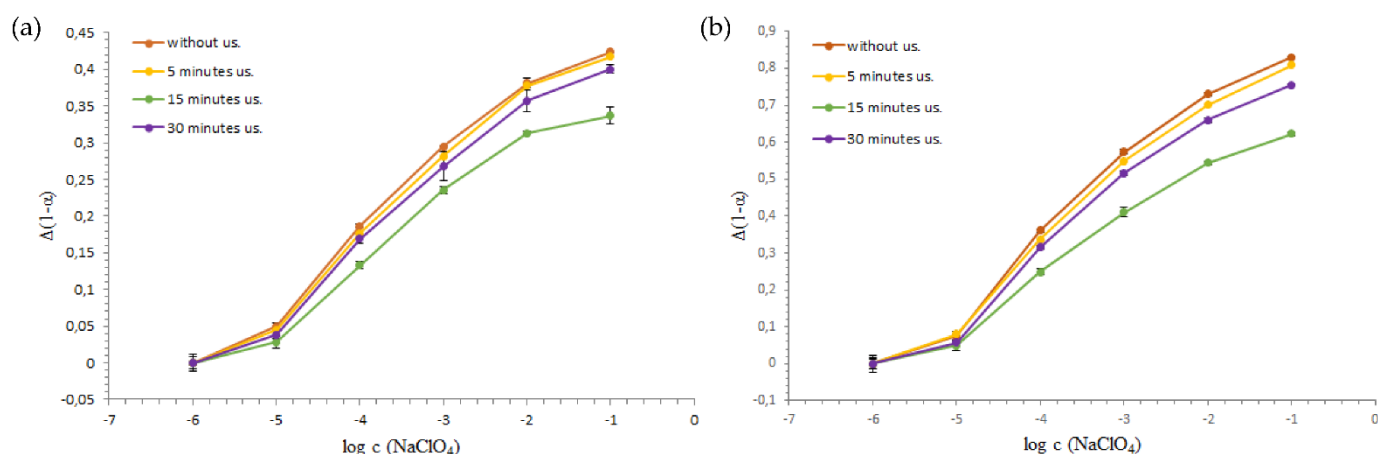 (a)
0,45
0,4
0,35
0,3
0,25
0,2
0,15
0,1
0,05
0
-0,05
Δ(1-α)
without us.
5 minutes us.
15 minutes us.
30 minutes us.
-7 -6 -5 -4 -3 -2 -1 0
log c (NaClO₄)
(b)
0,9
0,8
0,7
0,6
0,5
0,4
0,3
0,2
0,1
0
-0,1
Δ(1-α)
without us.
5 minutes us.
15 minutes us.
30 minutes us.
-7 -6 -5 -4 -3 -2 -1 0
log c (NaClO₄)